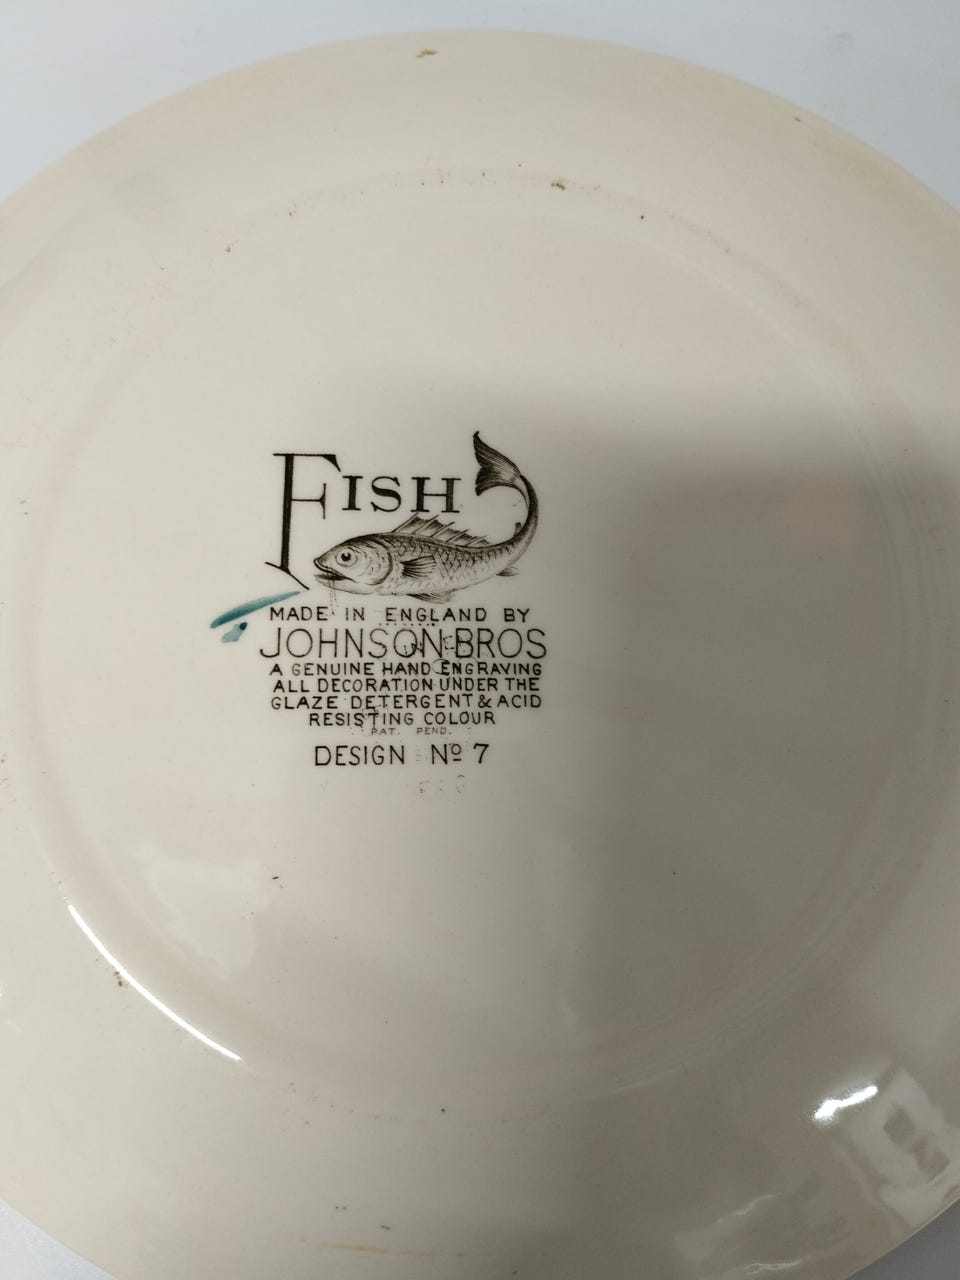 FISH
MADE IN ENGLAND BY
JOHNSON BROS
A GENUINE HAND ENGRAVING
ALL DECORATION UNDER THE
GLAZE DETERGENT & ACID
RESISTING COLOUR
PAT. PEND.
DESIGN Nº 7